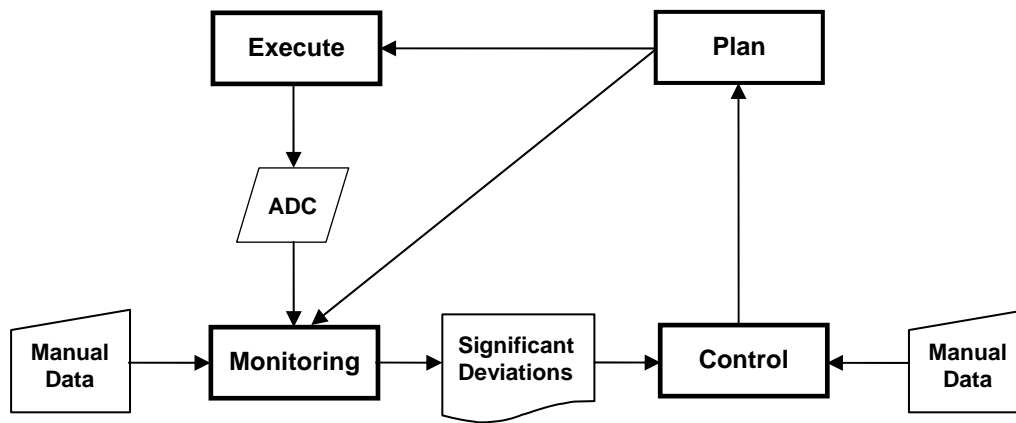 Execute
Plan
ADC
Manual
Data
Monitoring
Significant
Deviations
Control
Manual
Data